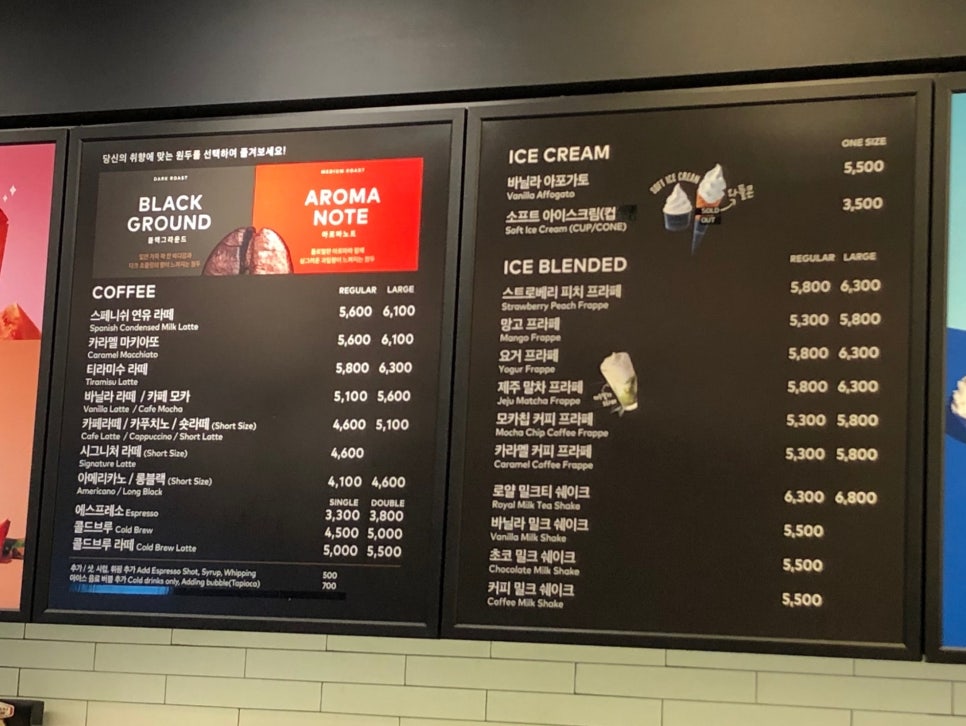 당신의 취향에 맞는 원두를 선택하여 즐겨보세요!
DARK ROAST
BLACK
GROUND
블랙그라운드
MEDIUM ROAST
AROMA
NOTE
아로마노트
COFFEE REGULAR LARGE
스페니쉬 연유 라떼 5,600 6,100
Spanish Condensed Milk Latte
카라멜 마키아또 5,600 6,100
Caramel Macchiato
티라미수 라떼 5,800 6,300
Tiramisu Latte
바닐라 라떼 / 카페 모카 5,100 5,600
Vanilla Latte / Cafe Mocha
카페라떼 / 카푸치노 / 숏라떼 (Short Size) 4,600 5,100
Cafe Latte / Cappuccino / Short Latte
시그니처 라떼 (Short Size) 4,600
Signature Latte
아메리카노 / 롱블랙 (Short Size) 4,100 4,600
Americano / Long Black
SINGLE DOUBLE
에스프레소 Espresso 3,300 3,800
콜드브루 Cold Brew 4,500 5,000
콜드브루 라떼 Cold Brew Latte 5,000 5,500
추가 / 샷, 시럽, 휘핑 추가 Add Espresso Shot, Syrup, Whipping 500
아이스 음료 버블 추가 Cold drinks only, Adding bubble(Tapioca) 700
ICE CREAM ONE SIZE
바닐라 아포가토 5,500
Vanilla Affogato
소프트 아이스크림(컵 3,500
Soft Ice Cream (CUP/CONE)
SOFT ICE CREAM
SOLD
OUT
ICE BLENDED REGULAR LARGE
스트로베리 피치 프라페 5,800 6,300
Strawberry Peach Frappe
망고 프라페 5,300 5,800
Mango Frappe
요거 프라페 5,800 6,300
Yogur Frappe
제주 말차 프라페 5,800 6,300
Jeju Matcha Frappe
모카칩 커피 프라페 5,300 5,800
Mocha Chip Coffee Frappe
카라멜 커피 프라페 5,300 5,800
Caramel Coffee Frappe
로얄 밀크티 쉐이크 6,300 6,800
Royal Milk Tea Shake
바닐라 밀크 쉐이크 5,500
Vanilla Milk Shake
초코 밀크 쉐이크 5,500
Chocolate Milk Shake
커피 밀크 쉐이크 5,500
Coffee Milk Shake